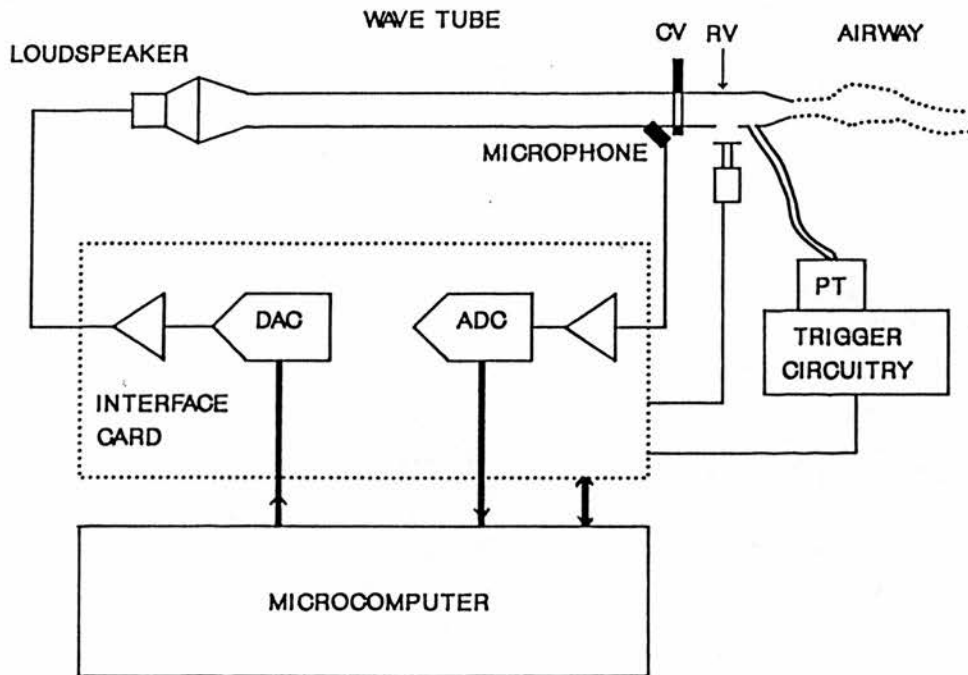 WAVE TUBE
CV
RV
AIRWAY
LOUDSPEAKER
MICROPHONE
PT
DAC
ADC
TRIGGER
CIRCUITRY
INTERFACE
CARD
MICROCOMPUTER